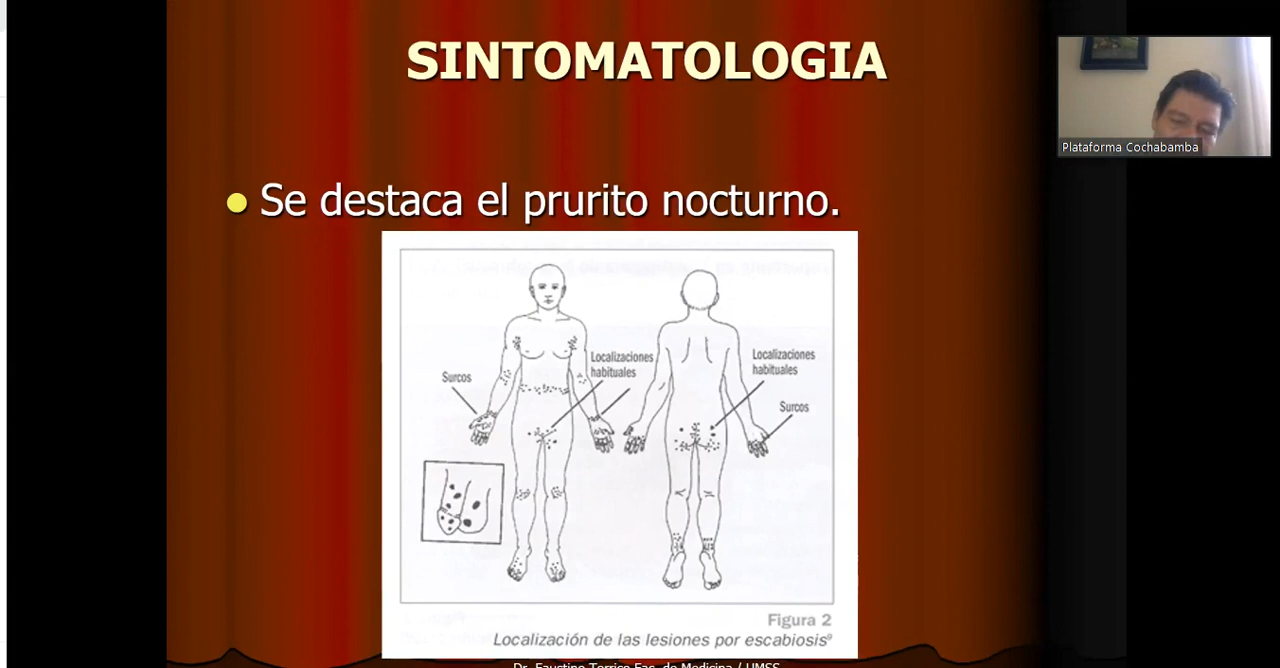 SINTOMATOLOGIA
Plataforma Cochabamba
Se destaca el prurito nocturno.
Localizaciones
habituales
Localizaciones
habituales
Surcos
Surcos
Figura 2
Localización de las lesiones por escabiosis⁹
Dr. Faustino Torrico Fac. de Medicina / UMSS